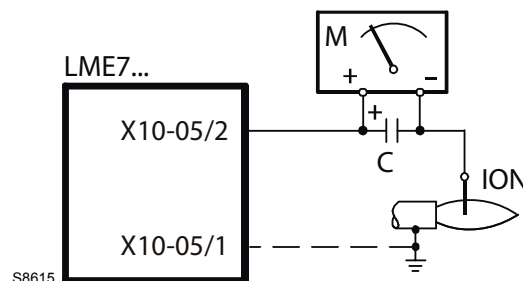 M
+ -
LME7...
X10-05/2
+
C
ION
X10-05/1
S8615